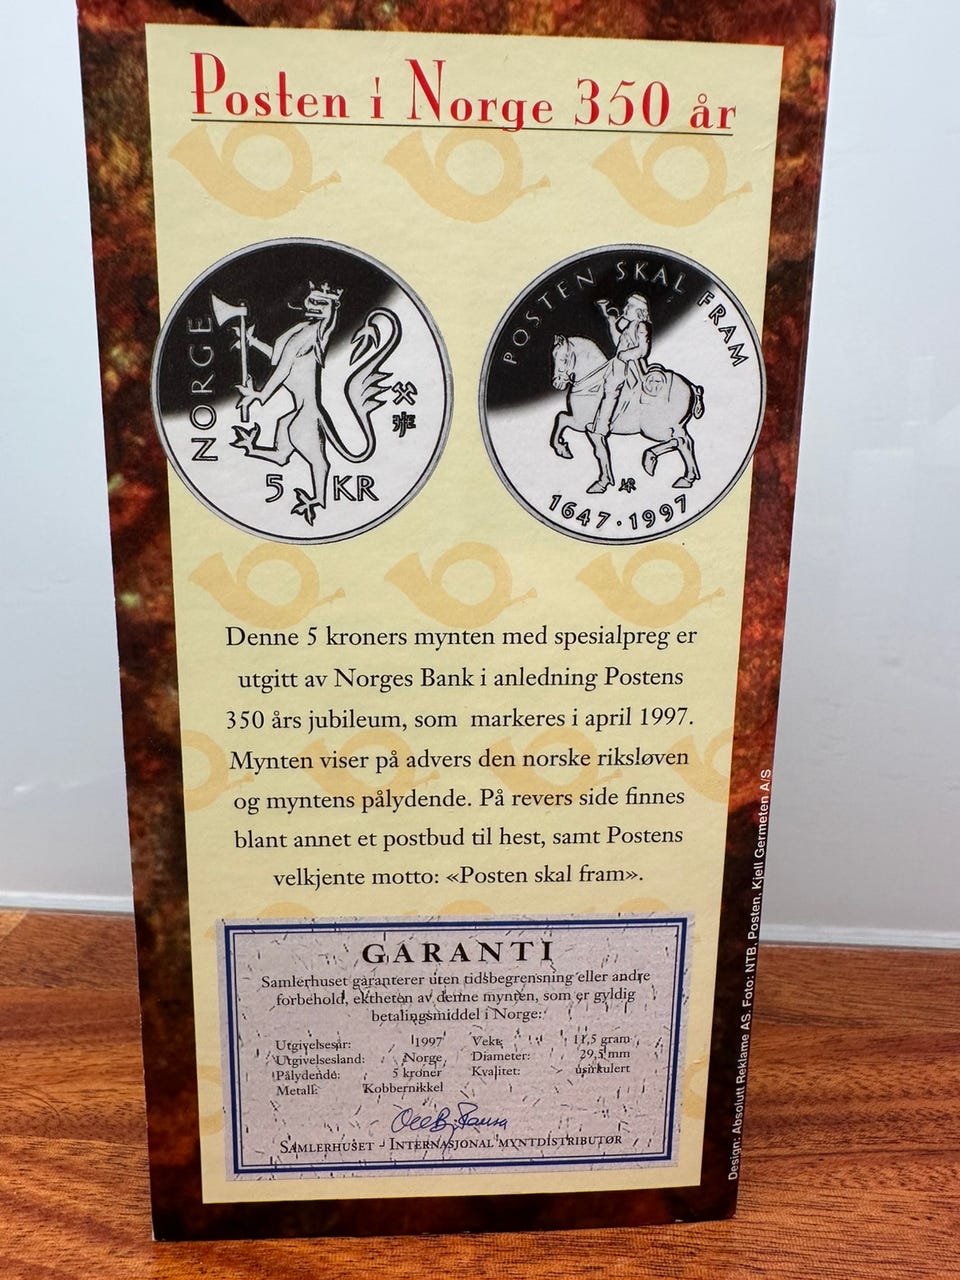 Posten i Norge 350 år
NORGE
5 KR
POSTEN SKAL FRAM
1647·1997
Denne 5 kroners mynten med spesialpreg er
utgitt av Norges Bank i anledning Postens
350 års jubileum, som markeres i april 1997.
Mynten viser på advers den norske riksløven
og myntens pålydende. På revers side finnes
blant annet et postbud til hest, samt Postens
velkjente motto: «Posten skal fram».
GARANTI
Samlerhuset garanterer uten tidsbegrensning eller andre
forbehold, ektheten av denne mynten, som er gyldig
betalingsmiddel i Norge:
Utgivelsesår: 1997 Vekt: 11,5 gram
Utgivelsesland: Norge Diameter: 29,5 mm
Pålydende: 5 kroner Kvalitet: usirkulert
Metall: Kobbernikkel
SAMLERHUSET - INTERNASJONAL MYNTDISTRIBUTØR
Design: Absolutt Reklame AS. Foto: NTB, Posten, Kjell Germeten A/S